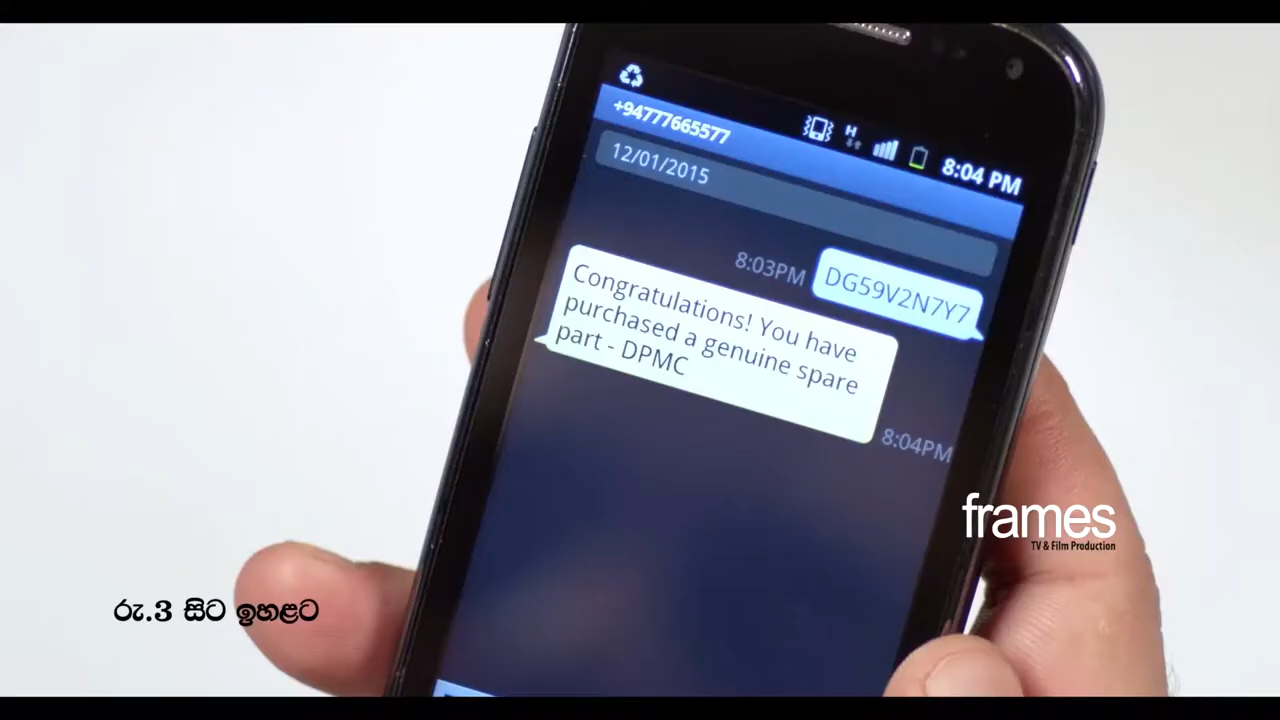 +94777665577
8:04 PM
12/01/2015
8:03PM
DG59V2N7Y7
Congratulations! You have
purchased a genuine spare
part - DPMC
8:04PM
frames
TV & Film Production
රු.3 සිට ඉහළට